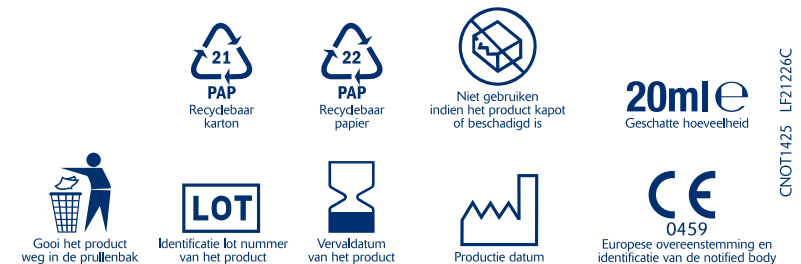 21
PAP
Recyclebaar
karton
22
PAP
Recyclebaar
papier
Niet gebruiken
indien het product kapot
of beschadigd is
20ml ℮
Geschatte hoeveelheid
CNOT1425 LF21226C
Gooi het product
weg in de prullenbak
LOT
Identificatie lot nummer
van het product
Vervaldatum
van het product
Productie datum
CE
0459
Europese overeenstemming en
identificatie van de notified body